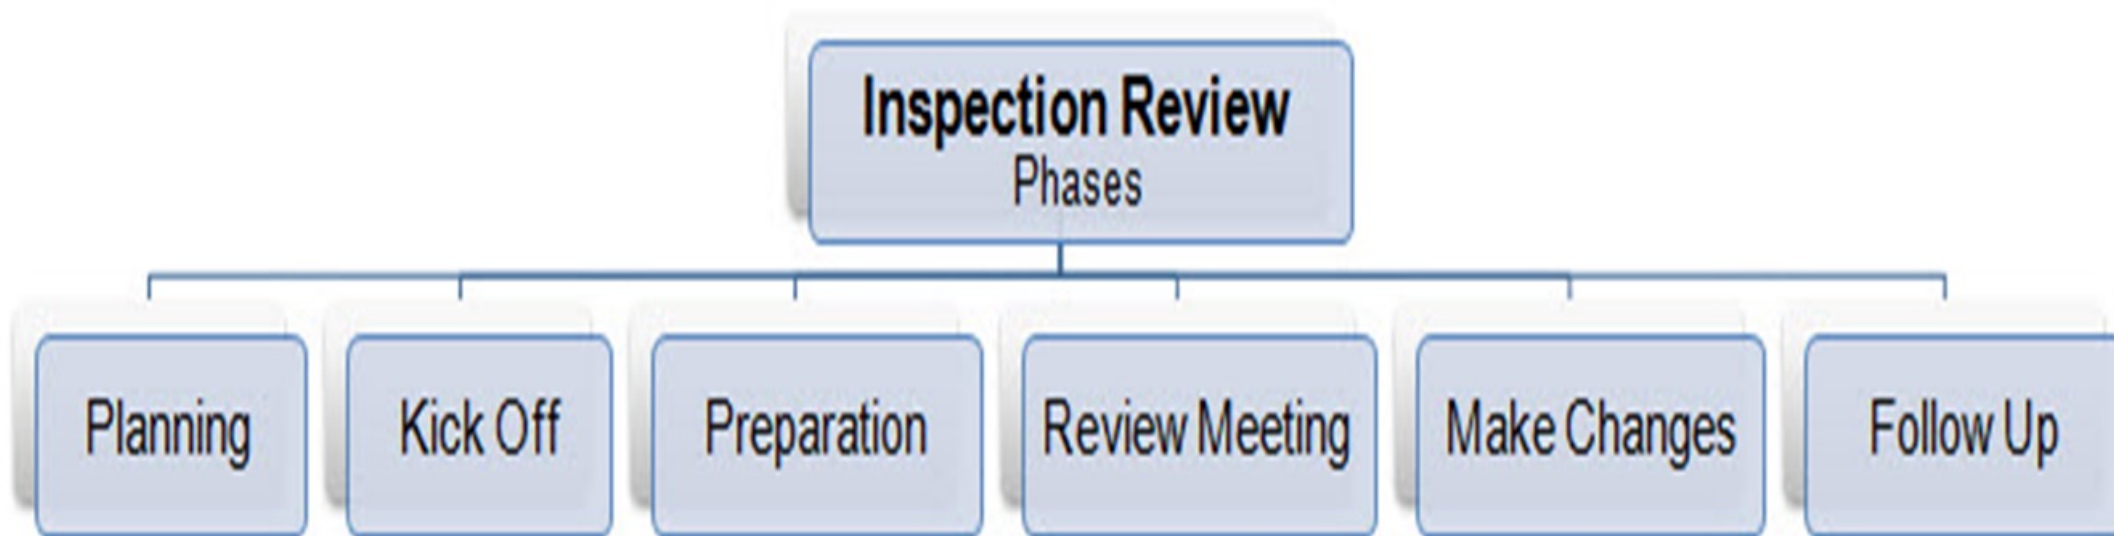 Inspection Review
Phases
Planning
Kick Off
Preparation
Review Meeting
Make Changes
Follow Up